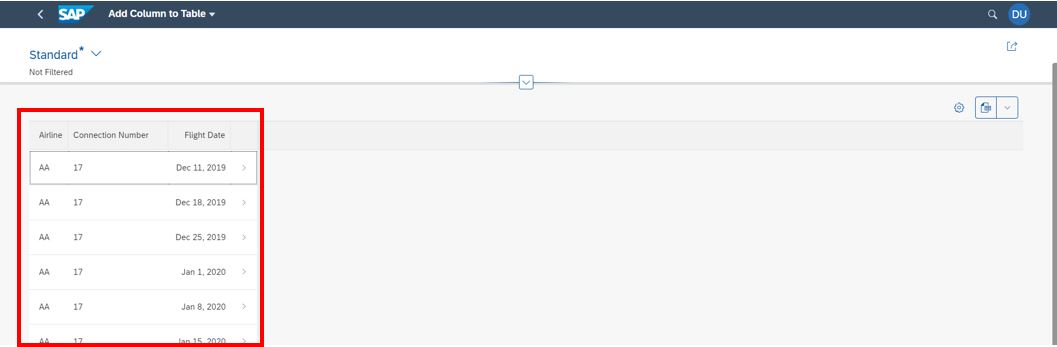 SAP Add Column to Table DU
Standard*
Not Filtered
Airline Connection Number Flight Date
AA 17 Dec 11, 2019
AA 17 Dec 18, 2019
AA 17 Dec 25, 2019
AA 17 Jan 1, 2020
AA 17 Jan 8, 2020
AA 17 Jan 15, 2020